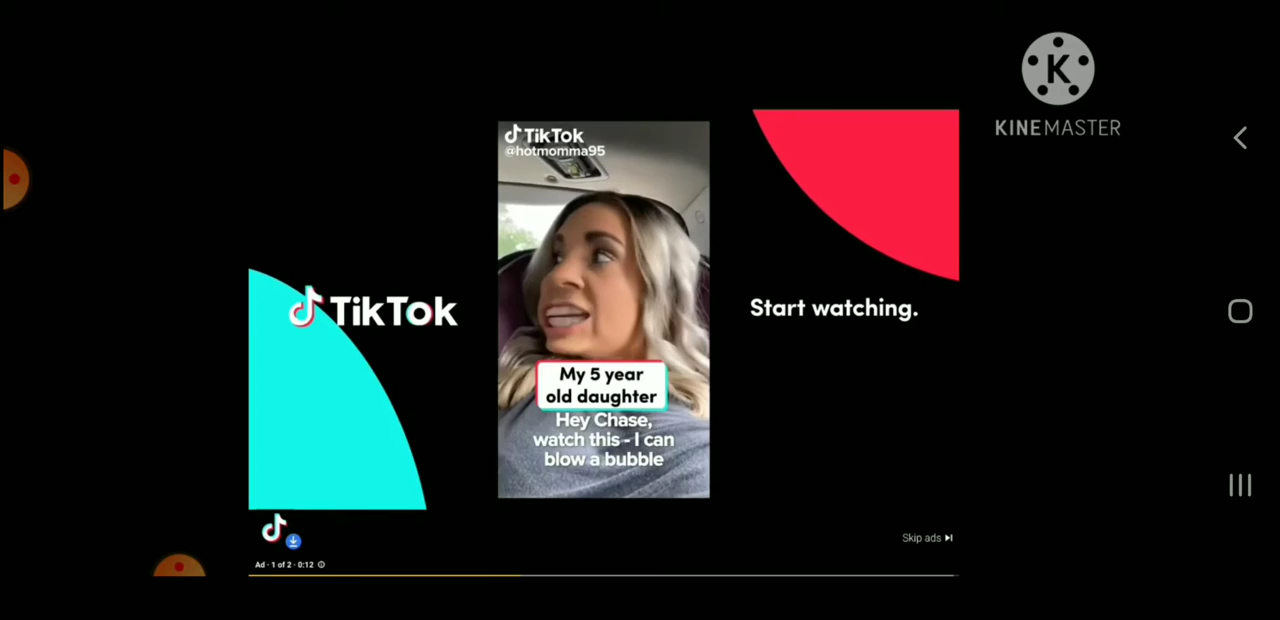 K
KINEMASTER
TikTok
@hotmomma95
TikTok
Start watching.
My 5 year
old daughter
Hey Chase,
watch this - I can
blow a bubble
Skip ads
Ad · 1 of 2 · 0:12